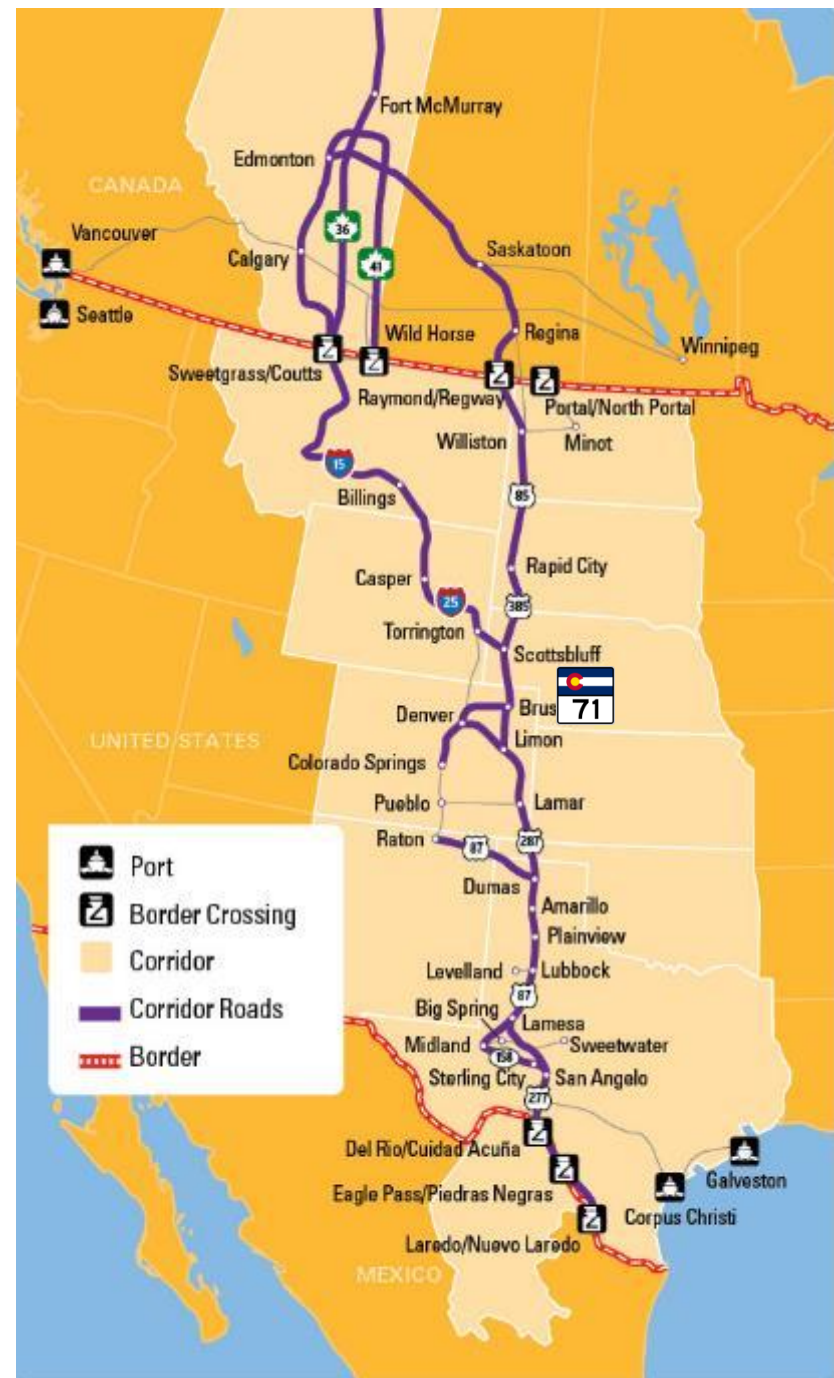 Fort McMurray
Edmonton
CANADA
36
Vancouver
Calgary
41
Saskatoon
Seattle
Wild Horse
Regina
Winnipeg
Sweetgrass/Coutts
Raymond/Regway
Portal/North Portal
Williston
Minot
15
Billings
85
Casper
Rapid City
25
385
Torrington
Scottsbluff
Brus
71
Denver
UNITED STATES
Limon
Colorado Springs
Pueblo
Lamar
Raton
87
287
Dumas
Port
Amarillo
Border Crossing
Plainview
Corridor
Levelland
Lubbock
87
Corridor Roads
Big Spring
Lamesa
Border
Midland
158
Sweetwater
Sterling City
San Angelo
277
Del Rio/Cuidad Acuña
Eagle Pass/Piedras Negras
Galveston
Corpus Christi
Laredo/Nuevo Laredo
MEXICO